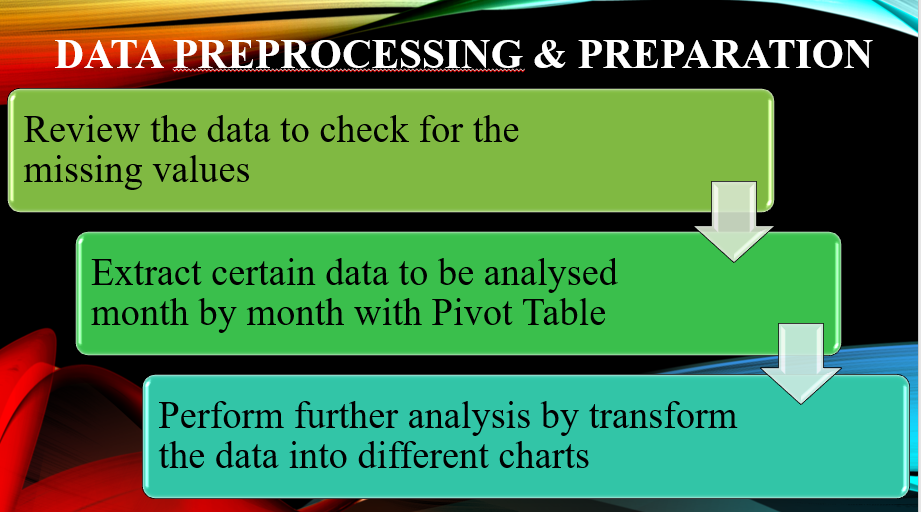 DATA PREPROCESSING & PREPARATION
Review the data to check for the
missing values
Extract certain data to be analysed
month by month with Pivot Table
Perform further analysis by transform
the data into different charts